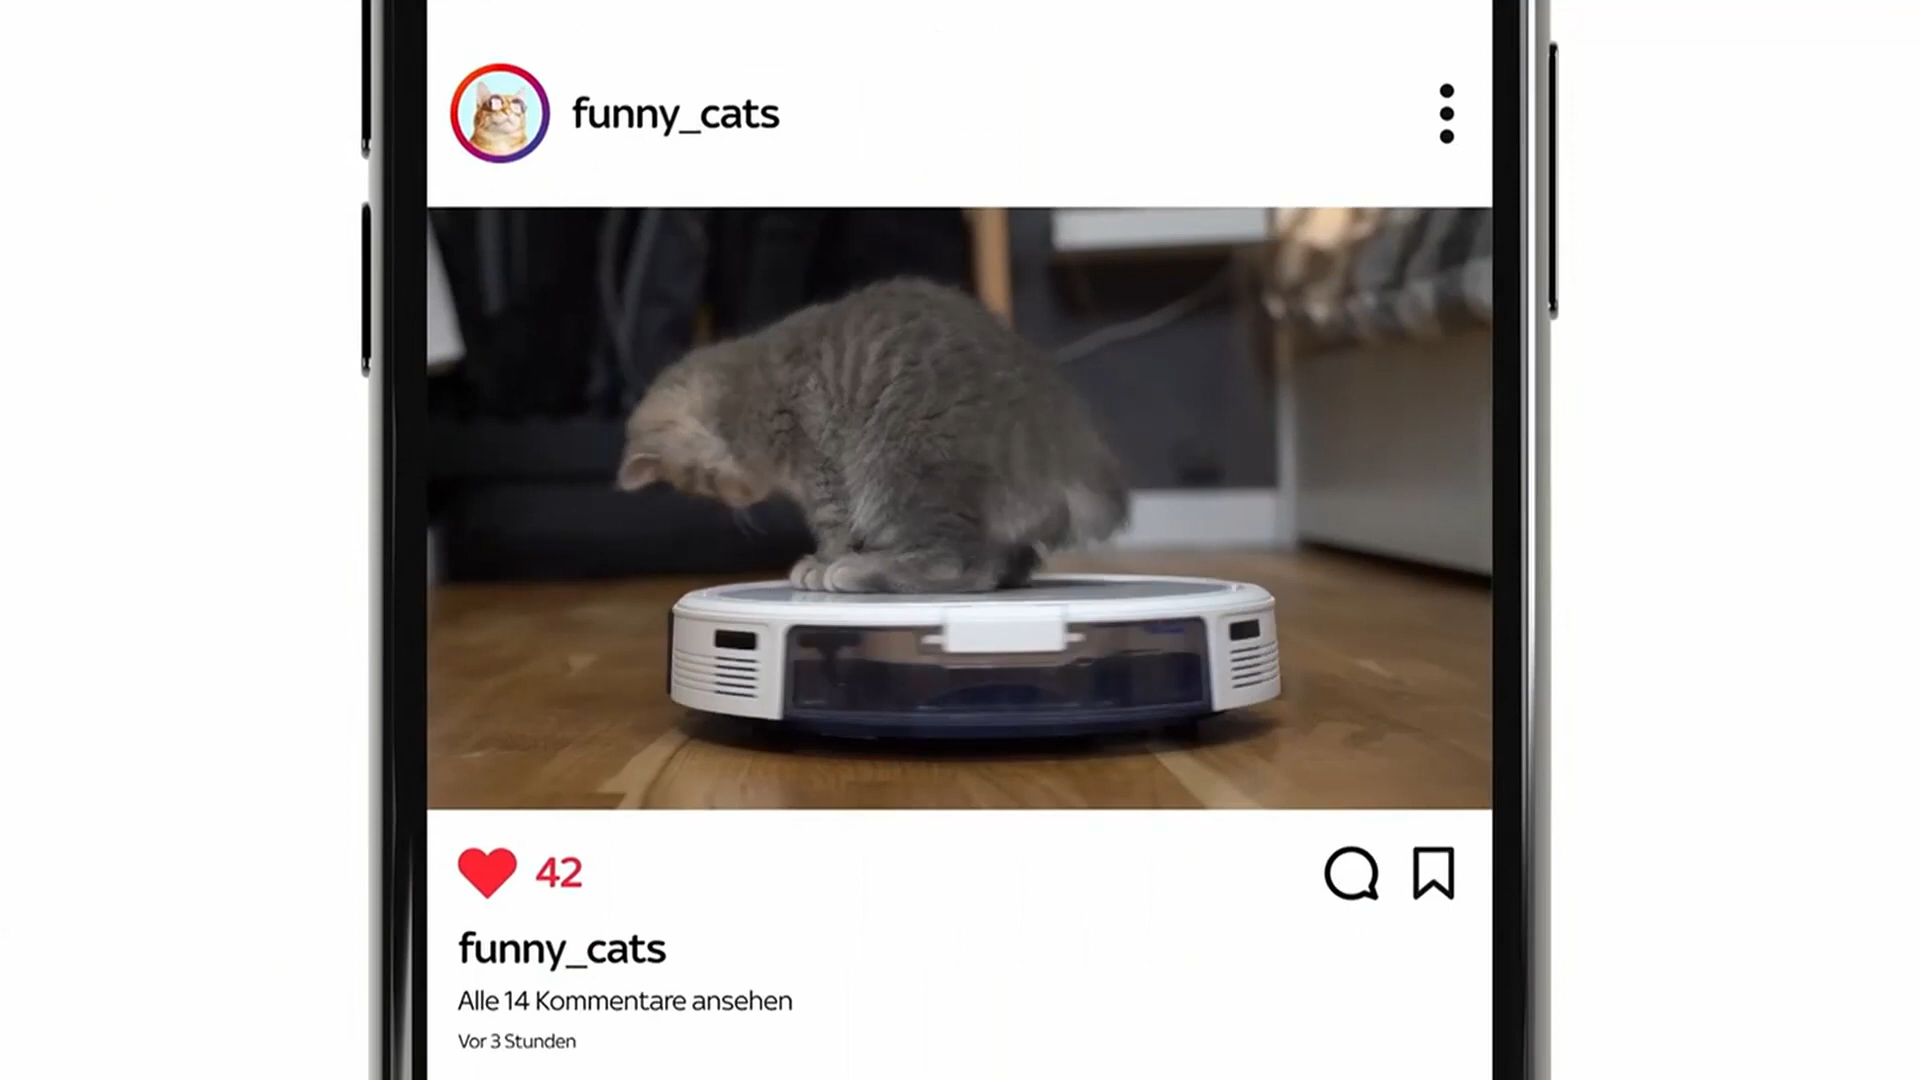 funny_cats
42
funny_cats
Alle 14 Kommentare ansehen
Vor 3 Stunden